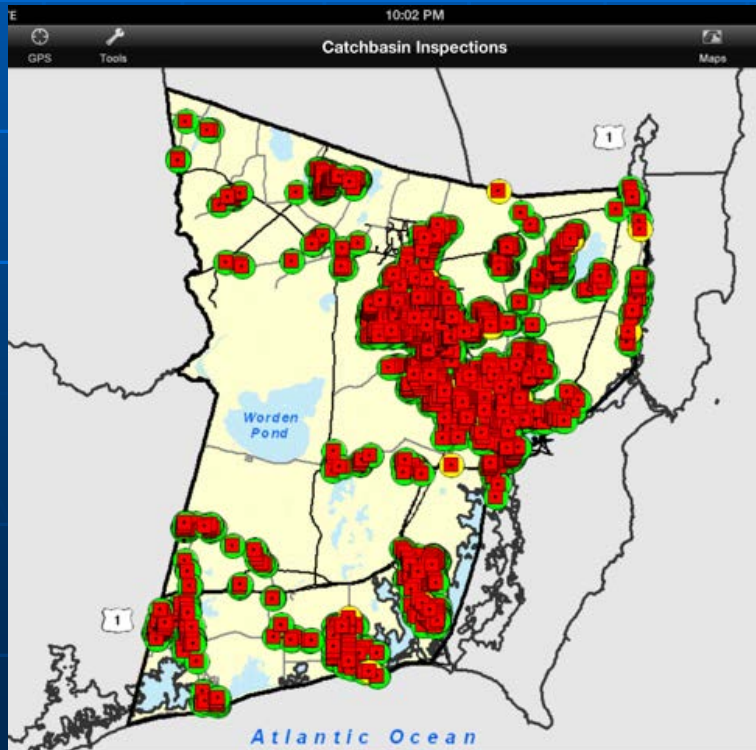 10:02 PM
GPS
Tools
Catchbasin Inspections
Maps
1
Worden
Pond
1
Atlantic Ocean